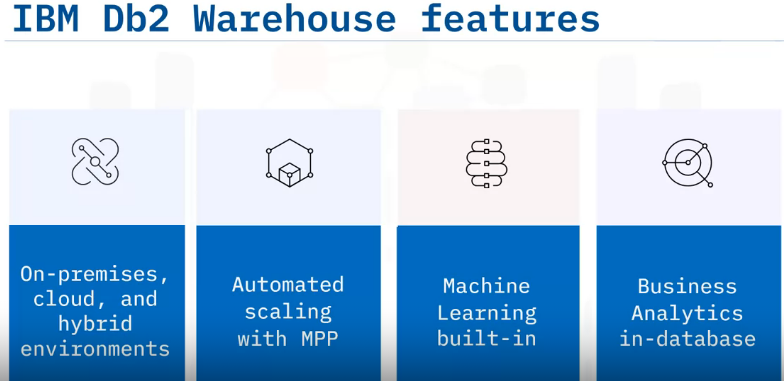 IBM Db2 Warehouse features
On-premises,
cloud, and
hybrid
environments
Automated
scaling
with MPP
Machine
Learning
built-in
Business
Analytics
in-database